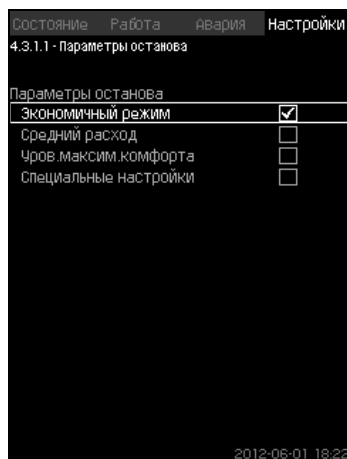 Состояние Работа Авария Настройки
4.3.1.1 - Параметры останова
Параметры останова
Экономичный режим
Средний расход
Уров.максим.комфорта
Специальные настройки
2012-06-01 18:22